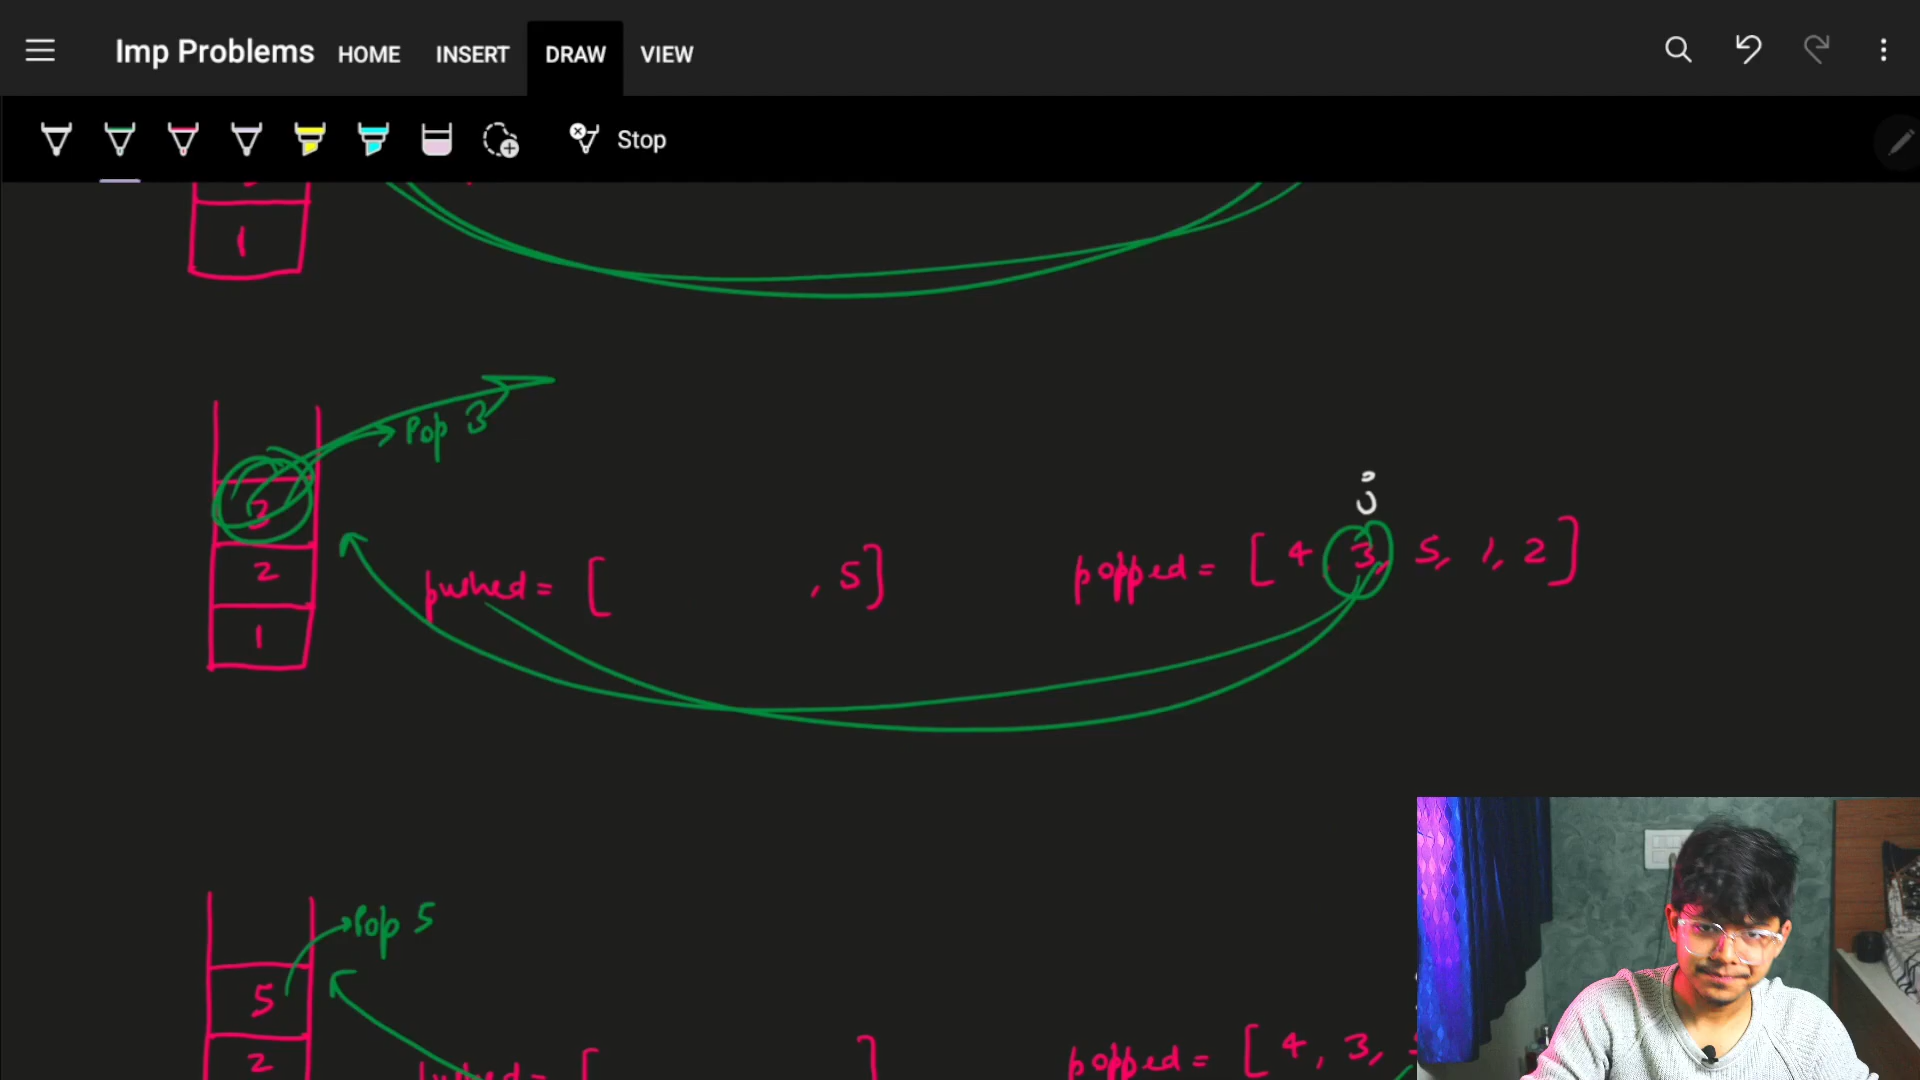 Imp Problems HOME INSERT DRAW VIEW
Stop
1
Pop 3
3
2
1
pushed = [ , 5]
j
popped = [ 4 3, 5, 1, 2 ]
Pop 5
5
2
pushed = [ ]
popped = [ 4, 3,